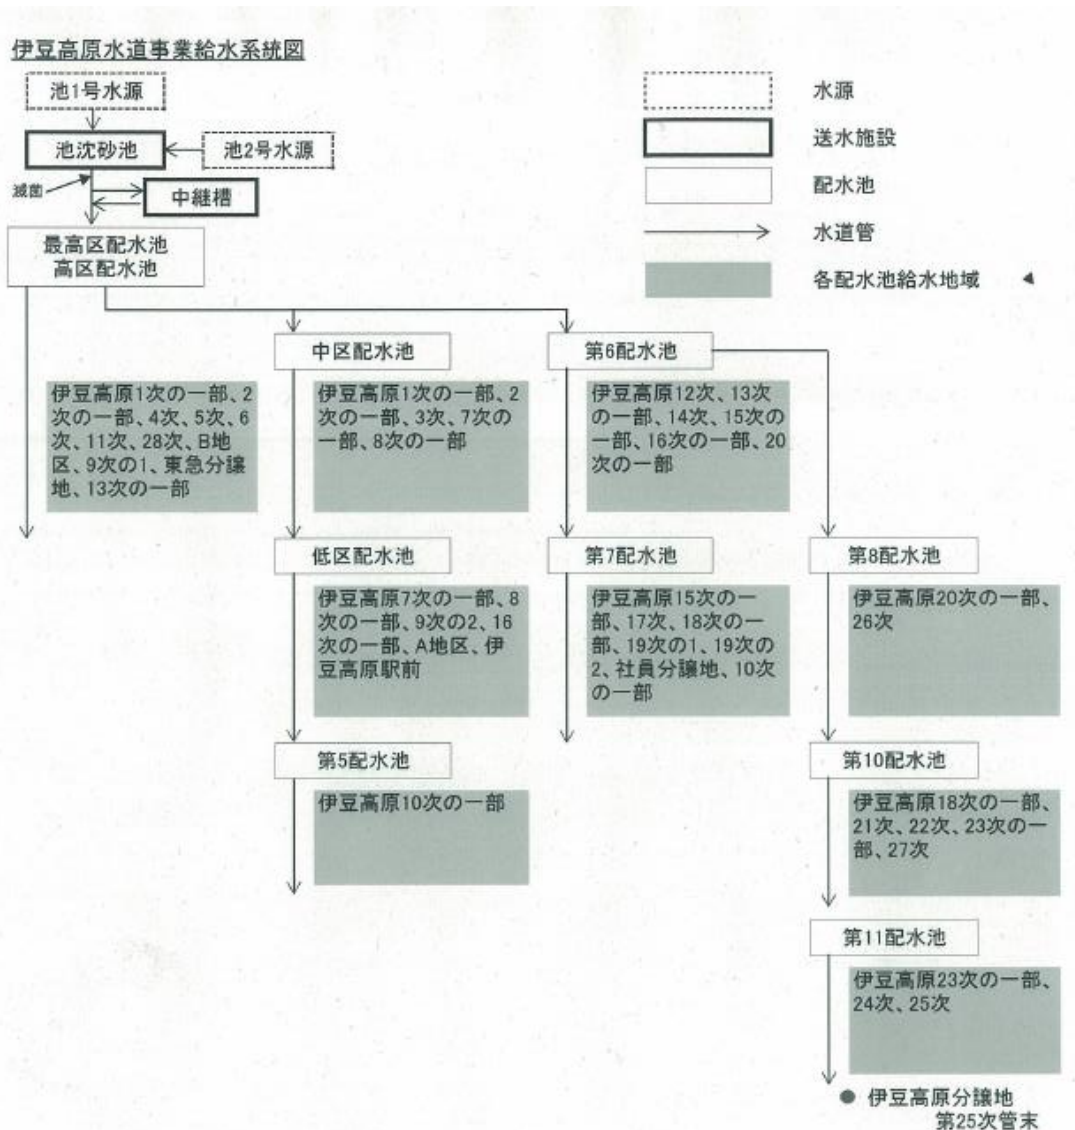 伊豆高原水道事業給水系統図
池1号水源
池沈砂池
池2号水源
滅菌
中継槽
最高区配水池
高区配水池
水源
送水施設
配水池
水道管
各配水池給水地域
中区配水池
第6配水池
伊豆高原1次の一部、2
次の一部、4次、5次、6
次、11次、28次、B地
区、9次の1、東急分譲
地、13次の一部
伊豆高原1次の一部、2
次の一部、3次、7次の
一部、8次の一部
伊豆高原12次、13次
の一部、14次、15次の
一部、16次の一部、20
次の一部
低区配水池
第7配水池
第8配水池
伊豆高原7次の一部、8
次の一部、9次の2、16
次の一部、A地区、伊
豆高原駅前
伊豆高原15次の一
部、17次、18次の一
部、19次の1、19次の
2、社員分譲地、10次
の一部
伊豆高原20次の一部、
26次
第5配水池
第10配水池
伊豆高原10次の一部
伊豆高原18次の一部、
21次、22次、23次の一
部、27次
第11配水池
伊豆高原23次の一部、
24次、25次
● 伊豆高原分譲地
第25次管末